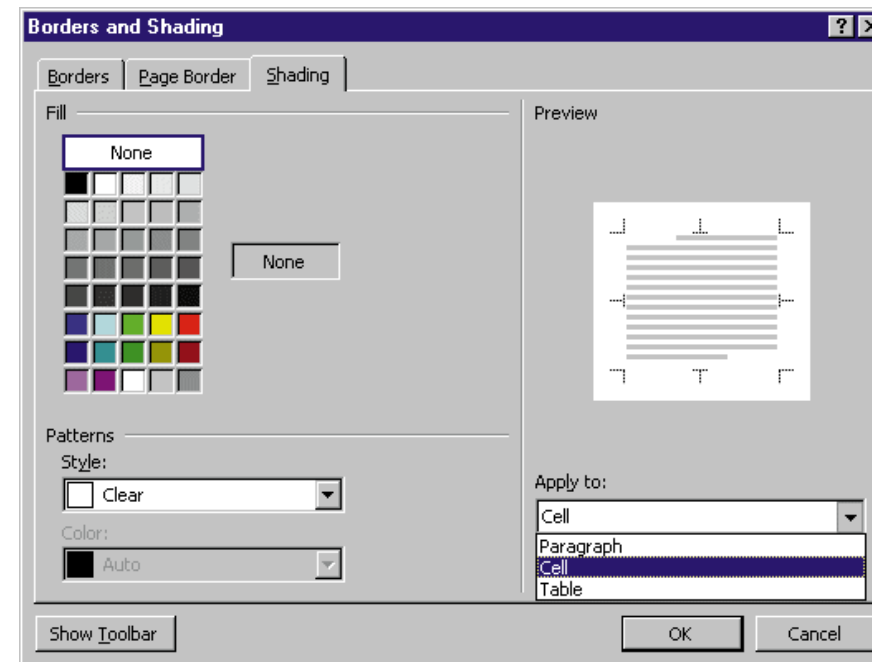 Borders and Shading
Borders Page Border Shading
Fill
None
None
Preview
Patterns
Style:
Clear
Color:
Auto
Apply to:
Cell
Paragraph
Cell
Table
Show Toolbar
OK Cancel